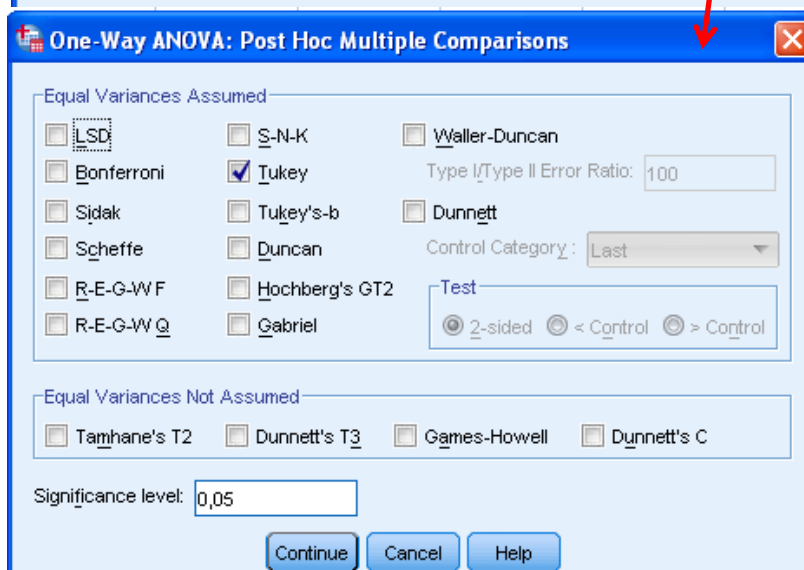 One-Way ANOVA: Post Hoc Multiple Comparisons
Equal Variances Assumed
LSD S-N-K Waller-Duncan
Bonferroni Tukey Type I/Type II Error Ratio: 100
Sidak Tukey's-b Dunnett
Scheffe Duncan Control Category : Last
R-E-G-W F Hochberg's GT2 Test
R-E-G-W Q Gabriel 2-sided < Control > Control
Equal Variances Not Assumed
Tamhane's T2 Dunnett's T3 Games-Howell Dunnett's C
Significance level: 0,05
Continue Cancel Help